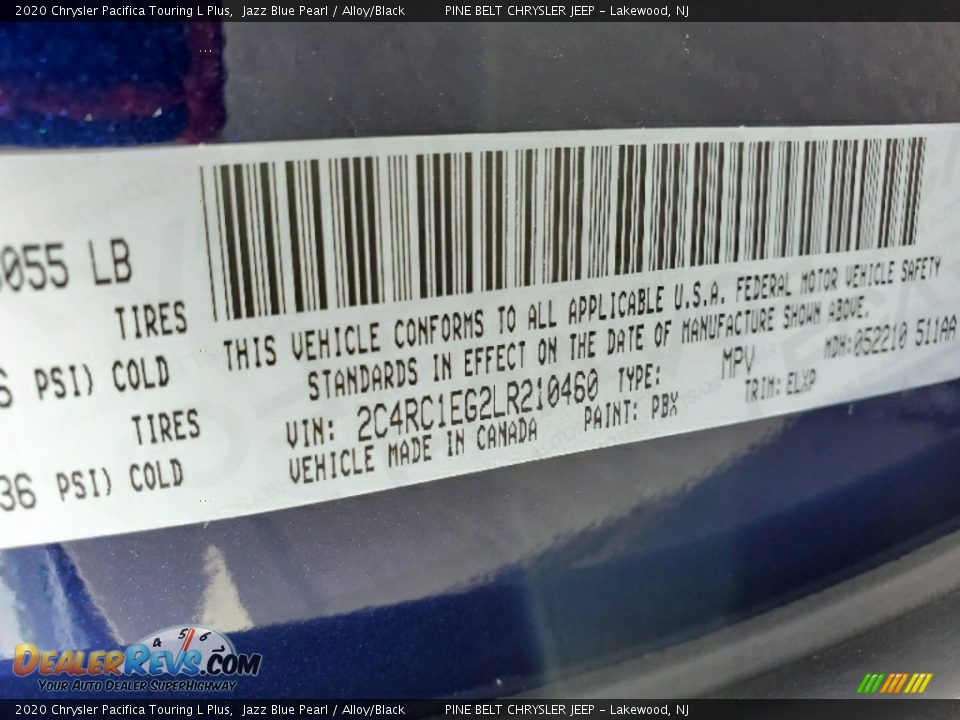 2020 Chrysler Pacifica Touring L Plus, Jazz Blue Pearl / Alloy/Black PINE BELT CHRYSLER JEEP - Lakewood, NJ
055 LB
TIRES
PSI) COLD
TIRES
36 PSI) COLD
THIS VEHICLE CONFORMS TO ALL APPLICABLE U.S.A. FEDERAL MOTOR VEHICLE SAFETY
STANDARDS IN EFFECT ON THE DATE OF MANUFACTURE SHOWN ABOVE.
VIN: 2C4RC1EG2LR210460 TYPE: MPV MDH:052210 511AA
VEHICLE MADE IN CANADA PAINT: PBX TRIM: ELXP
4 5 6
DEALERREVS.COM
YOUR AUTO DEALER SUPERHIGHWAY
2020 Chrysler Pacifica Touring L Plus, Jazz Blue Pearl / Alloy/Black PINE BELT CHRYSLER JEEP - Lakewood, NJ